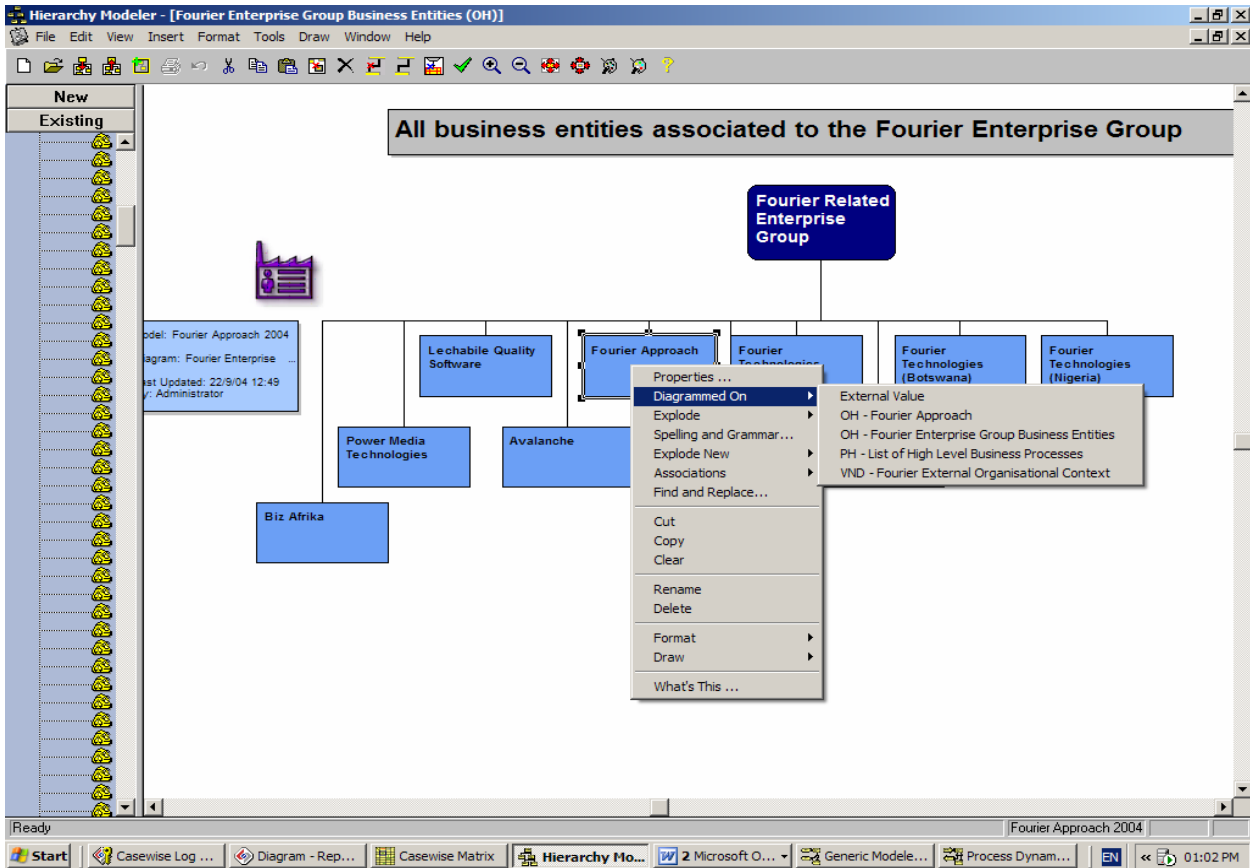 Hierarchy Modeler - [Fourier Enterprise Group Business Entities (OH)]
File Edit View Insert Format Tools Draw Window Help
New
Existing
All business entities associated to the Fourier Enterprise Group
Fourier Related
Enterprise
Group
odel: Fourier Approach 2004
iagram: Fourier Enterprise ...
ast Updated: 22/9/04 12:49
y: Administrator
Lechabile Quality
Software
Fourier Approach
Fourier
Technologies
Fourier
Technologies
(Botswana)
Fourier
Technologies
(Nigeria)
Power Media
Technologies
Avalanche
Biz Afrika
Properties ...
Diagrammed On
Explode
Spelling and Grammar...
Explode New
Associations
Find and Replace...
Cut
Copy
Clear
Rename
Delete
Format
Draw
What's This ...
External Value
OH - Fourier Approach
OH - Fourier Enterprise Group Business Entities
PH - List of High Level Business Processes
VND - Fourier External Organisational Context
Ready
Fourier Approach 2004
Start
Casewise Log ...
Diagram - Rep...
Casewise Matrix
Hierarchy Mo...
2 Microsoft O...
Generic Modele...
Process Dynam...
EN
« 01:02 PM